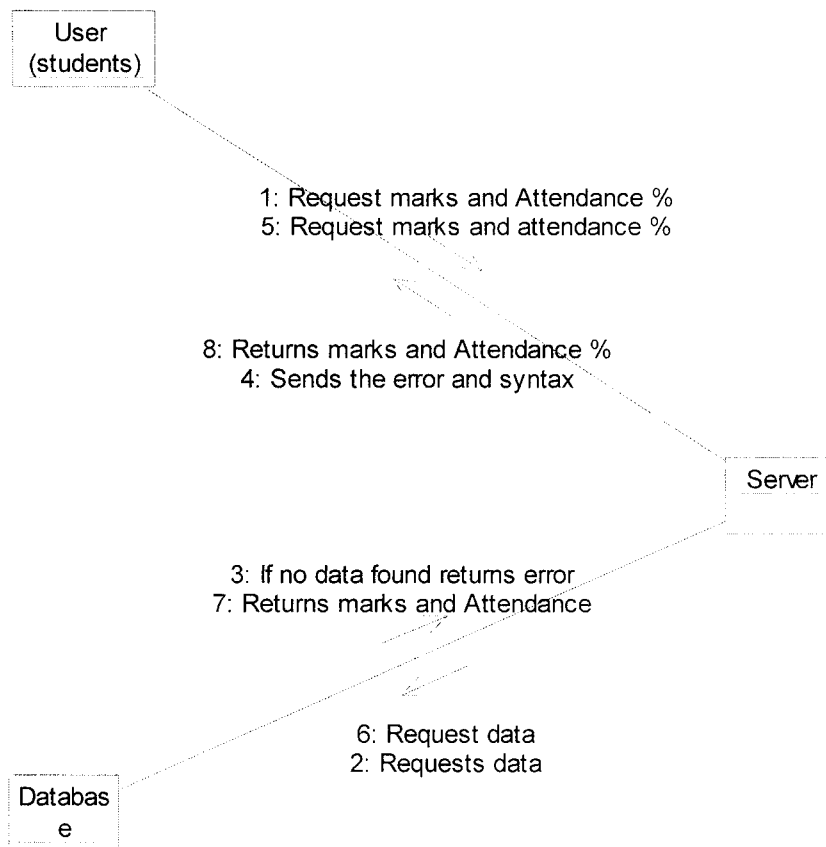 User
(students)
1: Request marks and Attendance %
5: Request marks and attendance %
8: Returns marks and Attendance %
4: Sends the error and syntax
Server
3: If no data found returns error
7: Returns marks and Attendance
6: Request data
2: Requests data
Databas
e